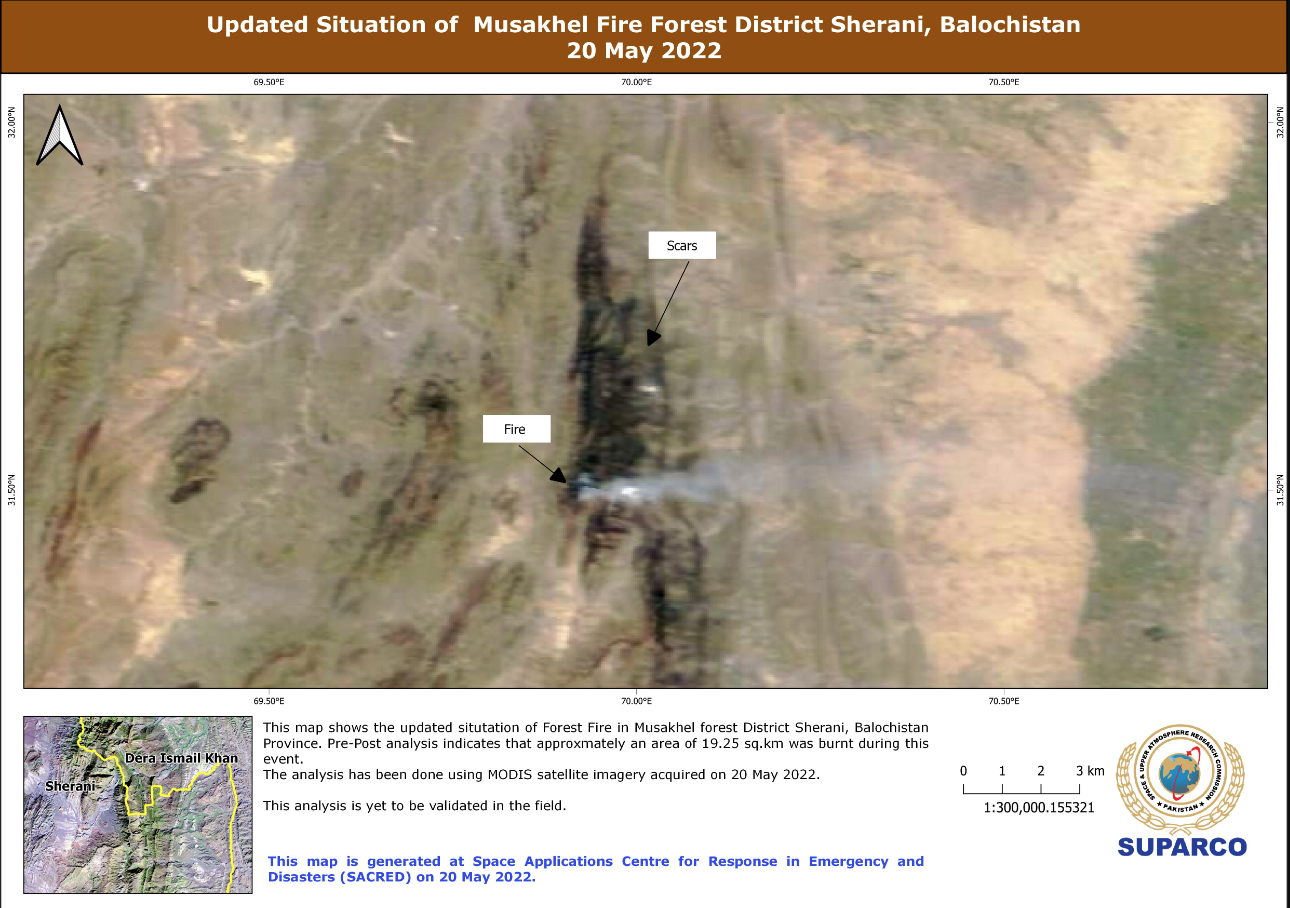 Updated Situation of Musakhel Fire Forest District Sherani, Balochistan
20 May 2022
69.50°E 70.00°E 70.50°E
32.00°N 32.00°N
Scars
Fire
31.50°N 31.50°N
69.50°E 70.00°E 70.50°E
Dera Ismail Khan
Sherani
This map shows the updated situtation of Forest Fire in Musakhel forest District Sherani, Balochistan
Province. Pre-Post analysis indicates that approxmately an area of 19.25 sq.km was burnt during this
event.
The analysis has been done using MODIS satellite imagery acquired on 20 May 2022.
This analysis is yet to be validated in the field.
This map is generated at Space Applications Centre for Response in Emergency and
Disasters (SACRED) on 20 May 2022.
0 1 2 3 km
1:300,000.155321
SPACE & UPPER ATMOSPHERE RESEARCH COMMISSION
★ PAKISTAN ★
SUPARCO